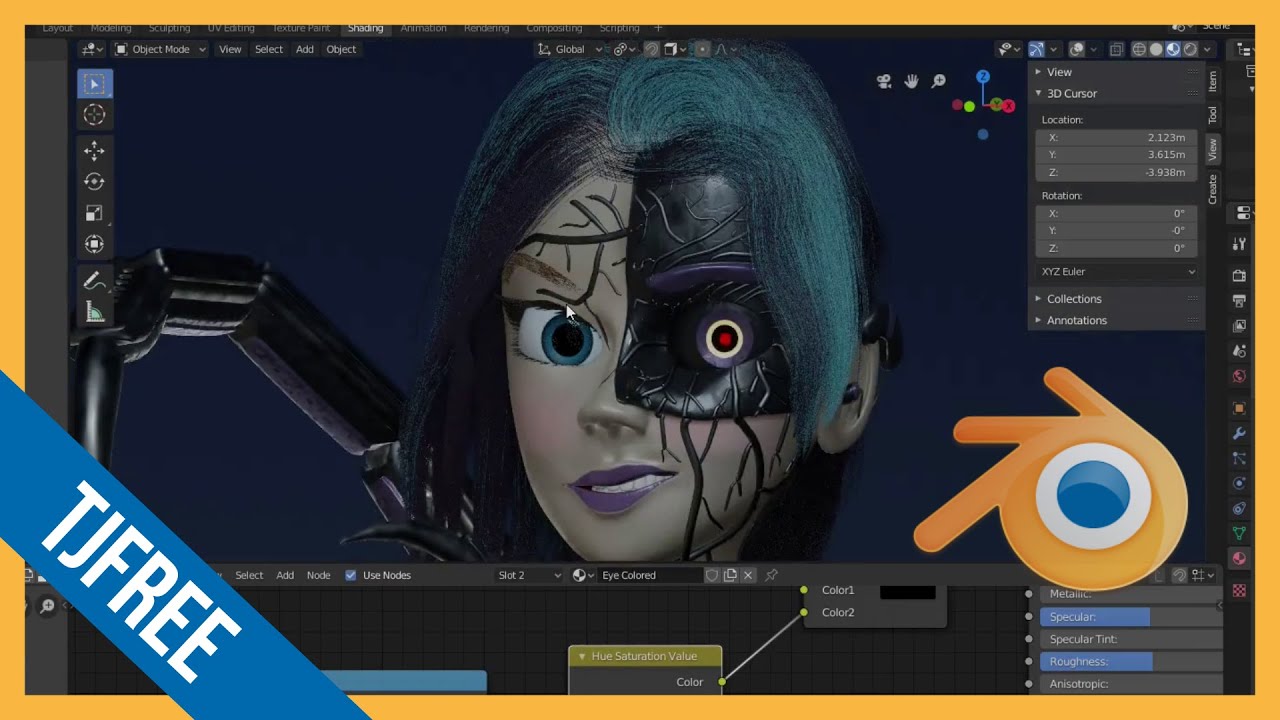 Layout Modeling Sculpting UV Editing Texture Paint Shading Animation Rendering Compositing Scripting +
Scene
Object Mode View Select Add Object Global
View
3D Cursor
Location:
X: 2.123m
Y: 3.615m
Z: -3.938m
Rotation:
X: 0°
Y: -0°
Z: 0°
XYZ Euler
Collections
Annotations
Item
Tool
View
Create
Z
Y
X
TJFREE
Select Add Node Use Nodes Slot 2 Eye Colored
Color1
Color2
Hue Saturation Value
Color
Metallic:
Specular:
Specular Tint:
Roughness:
Anisotropic: